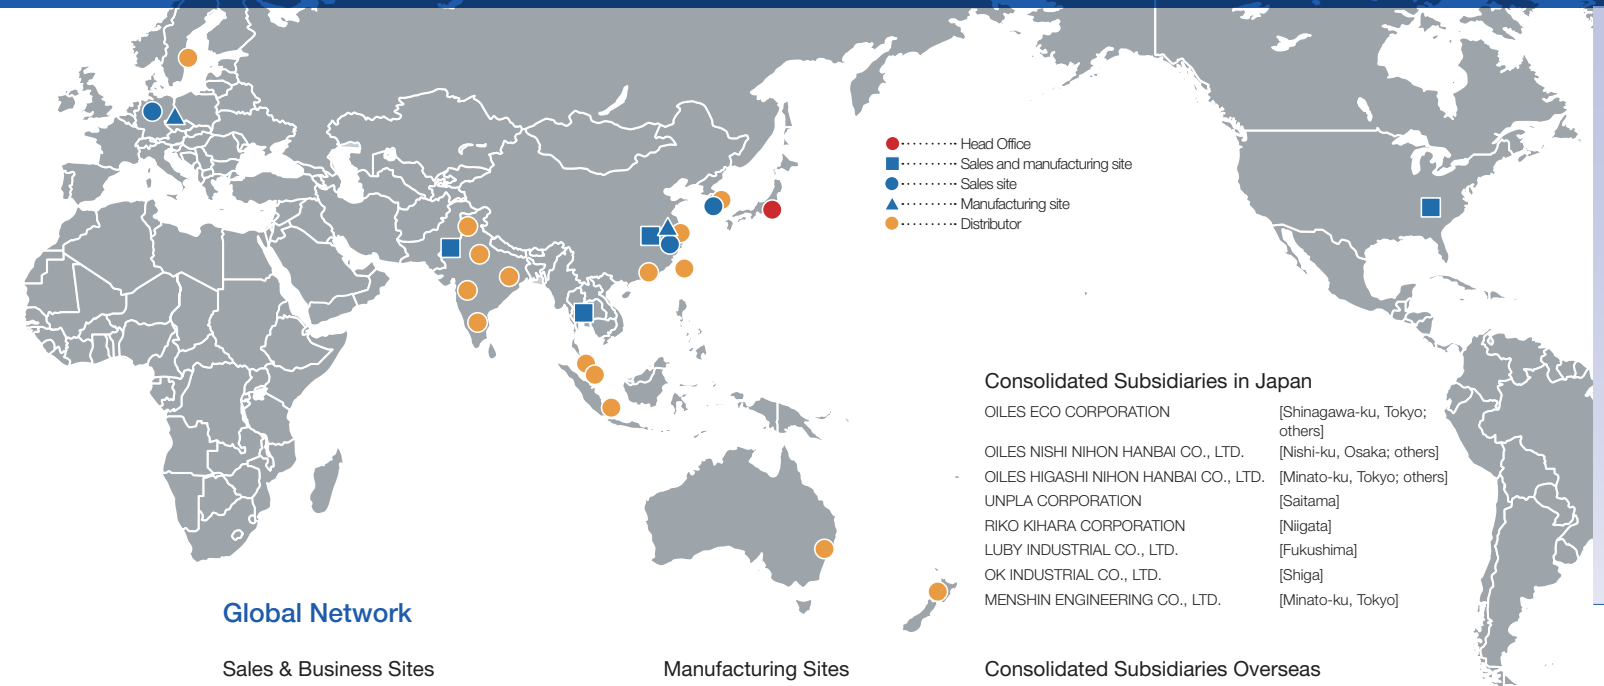 Head Office
Sales and manufacturing site
Sales site
Manufacturing site
Distributor
Consolidated Subsidiaries in Japan
OILES ECO CORPORATION [Shinagawa-ku, Tokyo;
others]
OILES NISHI NIHON HANBAI CO., LTD. [Nishi-ku, Osaka; others]
OILES HIGASHI NIHON HANBAI CO., LTD. [Minato-ku, Tokyo; others]
UNPLA CORPORATION [Saitama]
RIKO KIHARA CORPORATION [Niigata]
LUBY INDUSTRIAL CO., LTD. [Fukushima]
OK INDUSTRIAL CO., LTD. [Shiga]
MENSHIN ENGINEERING CO., LTD. [Minato-ku, Tokyo]
Global Network
Sales & Business Sites
Manufacturing Sites
Consolidated Subsidiaries Overseas